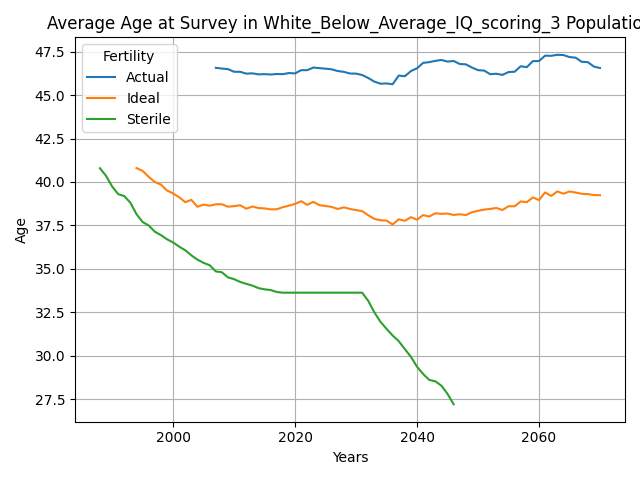 Average Age at Survey in White_Below_Average_IQ_scoring_3 Populatio
Fertility
Actual
Ideal
Sterile
47.5
45.0
42.5
40.0
37.5
35.0
32.5
30.0
27.5
Age
2000 2020 2040 2060
Years